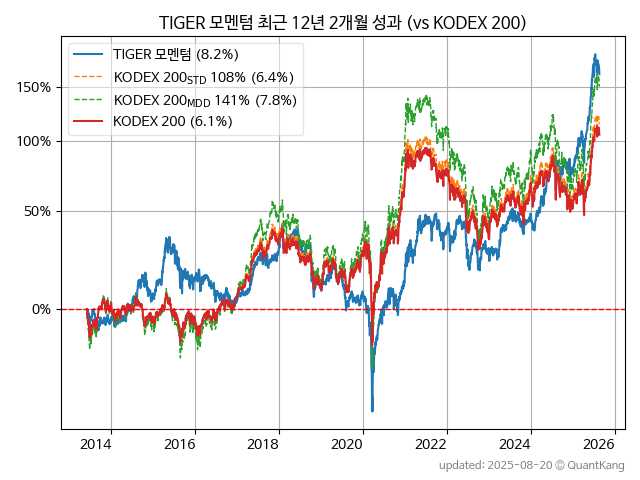 TIGER 모멘텀 최근 12년 2개월 성과 (vs KODEX 200)
TIGER 모멘텀 (8.2%)
KODEX 200STD 108% (6.4%)
KODEX 200MDD 141% (7.8%)
KODEX 200 (6.1%)
150%
100%
50%
0%
2014 2016 2018 2020 2022 2024 2026
updated: 2025-08-20 © QuantKang